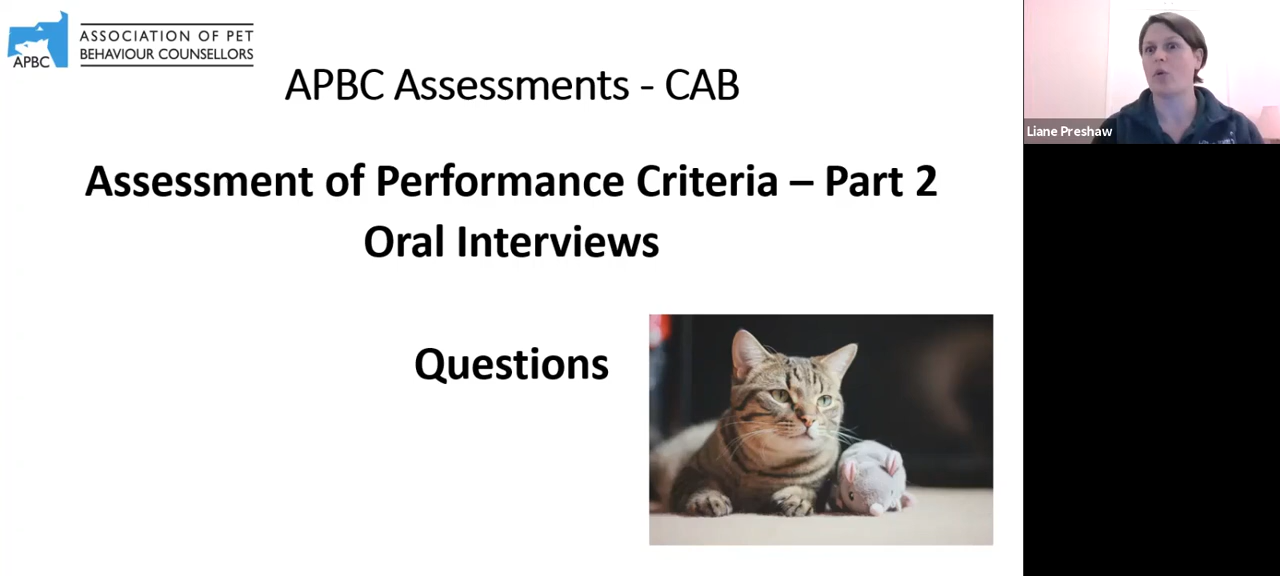 ASSOCIATION OF PET
BEHAVIOUR COUNSELLORS
APBC
APBC Assessments - CAB
Assessment of Performance Criteria – Part 2
Oral Interviews
Questions
Liane Preshaw